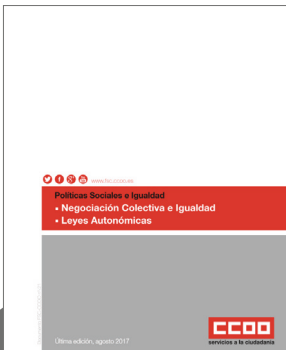 www.fsc.ccoo.es
Políticas Sociales e Igualdad
• Negociación Colectiva e Igualdad
• Leyes Autonómicas
Última edición, agosto 2017
CCOO
servicios a la ciudadanía